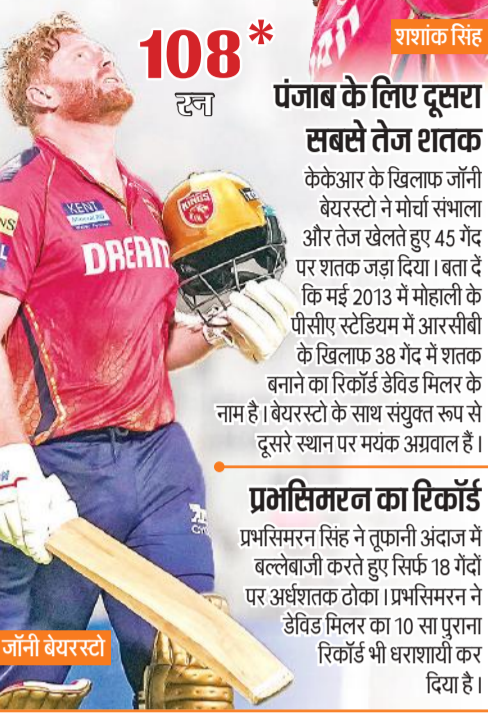 शशांक सिंह
108*
रन
पंजाब के लिए दूसरा
सबसे तेज शतक
केकेआर के खिलाफ जॉनी
बेयरस्टो ने मोर्चा संभाला
और तेज खेलते हुए 45 गेंद
पर शतक जड़ा दिया। बता दें
कि मई 2013 में मोहाली के
पीसीए स्टेडियम में आरसीबी
के खिलाफ 38 गेंद में शतक
बनाने का रिकॉर्ड डेविड मिलर के
नाम है। बेयरस्टो के साथ संयुक्त रूप से
दूसरे स्थान पर मयंक अग्रवाल हैं।
KENT
KINGS
DREAM
प्रभसिमरन का रिकॉर्ड
प्रभसिमरन सिंह ने तूफानी अंदाज में
बल्लेबाजी करते हुए सिर्फ 18 गेंदों
पर अर्धशतक ठोका। प्रभसिमरन ने
डेविड मिलर का 10 सा पुराना
रिकॉर्ड भी धराशायी कर
दिया है।
जॉनी बेयरस्टो